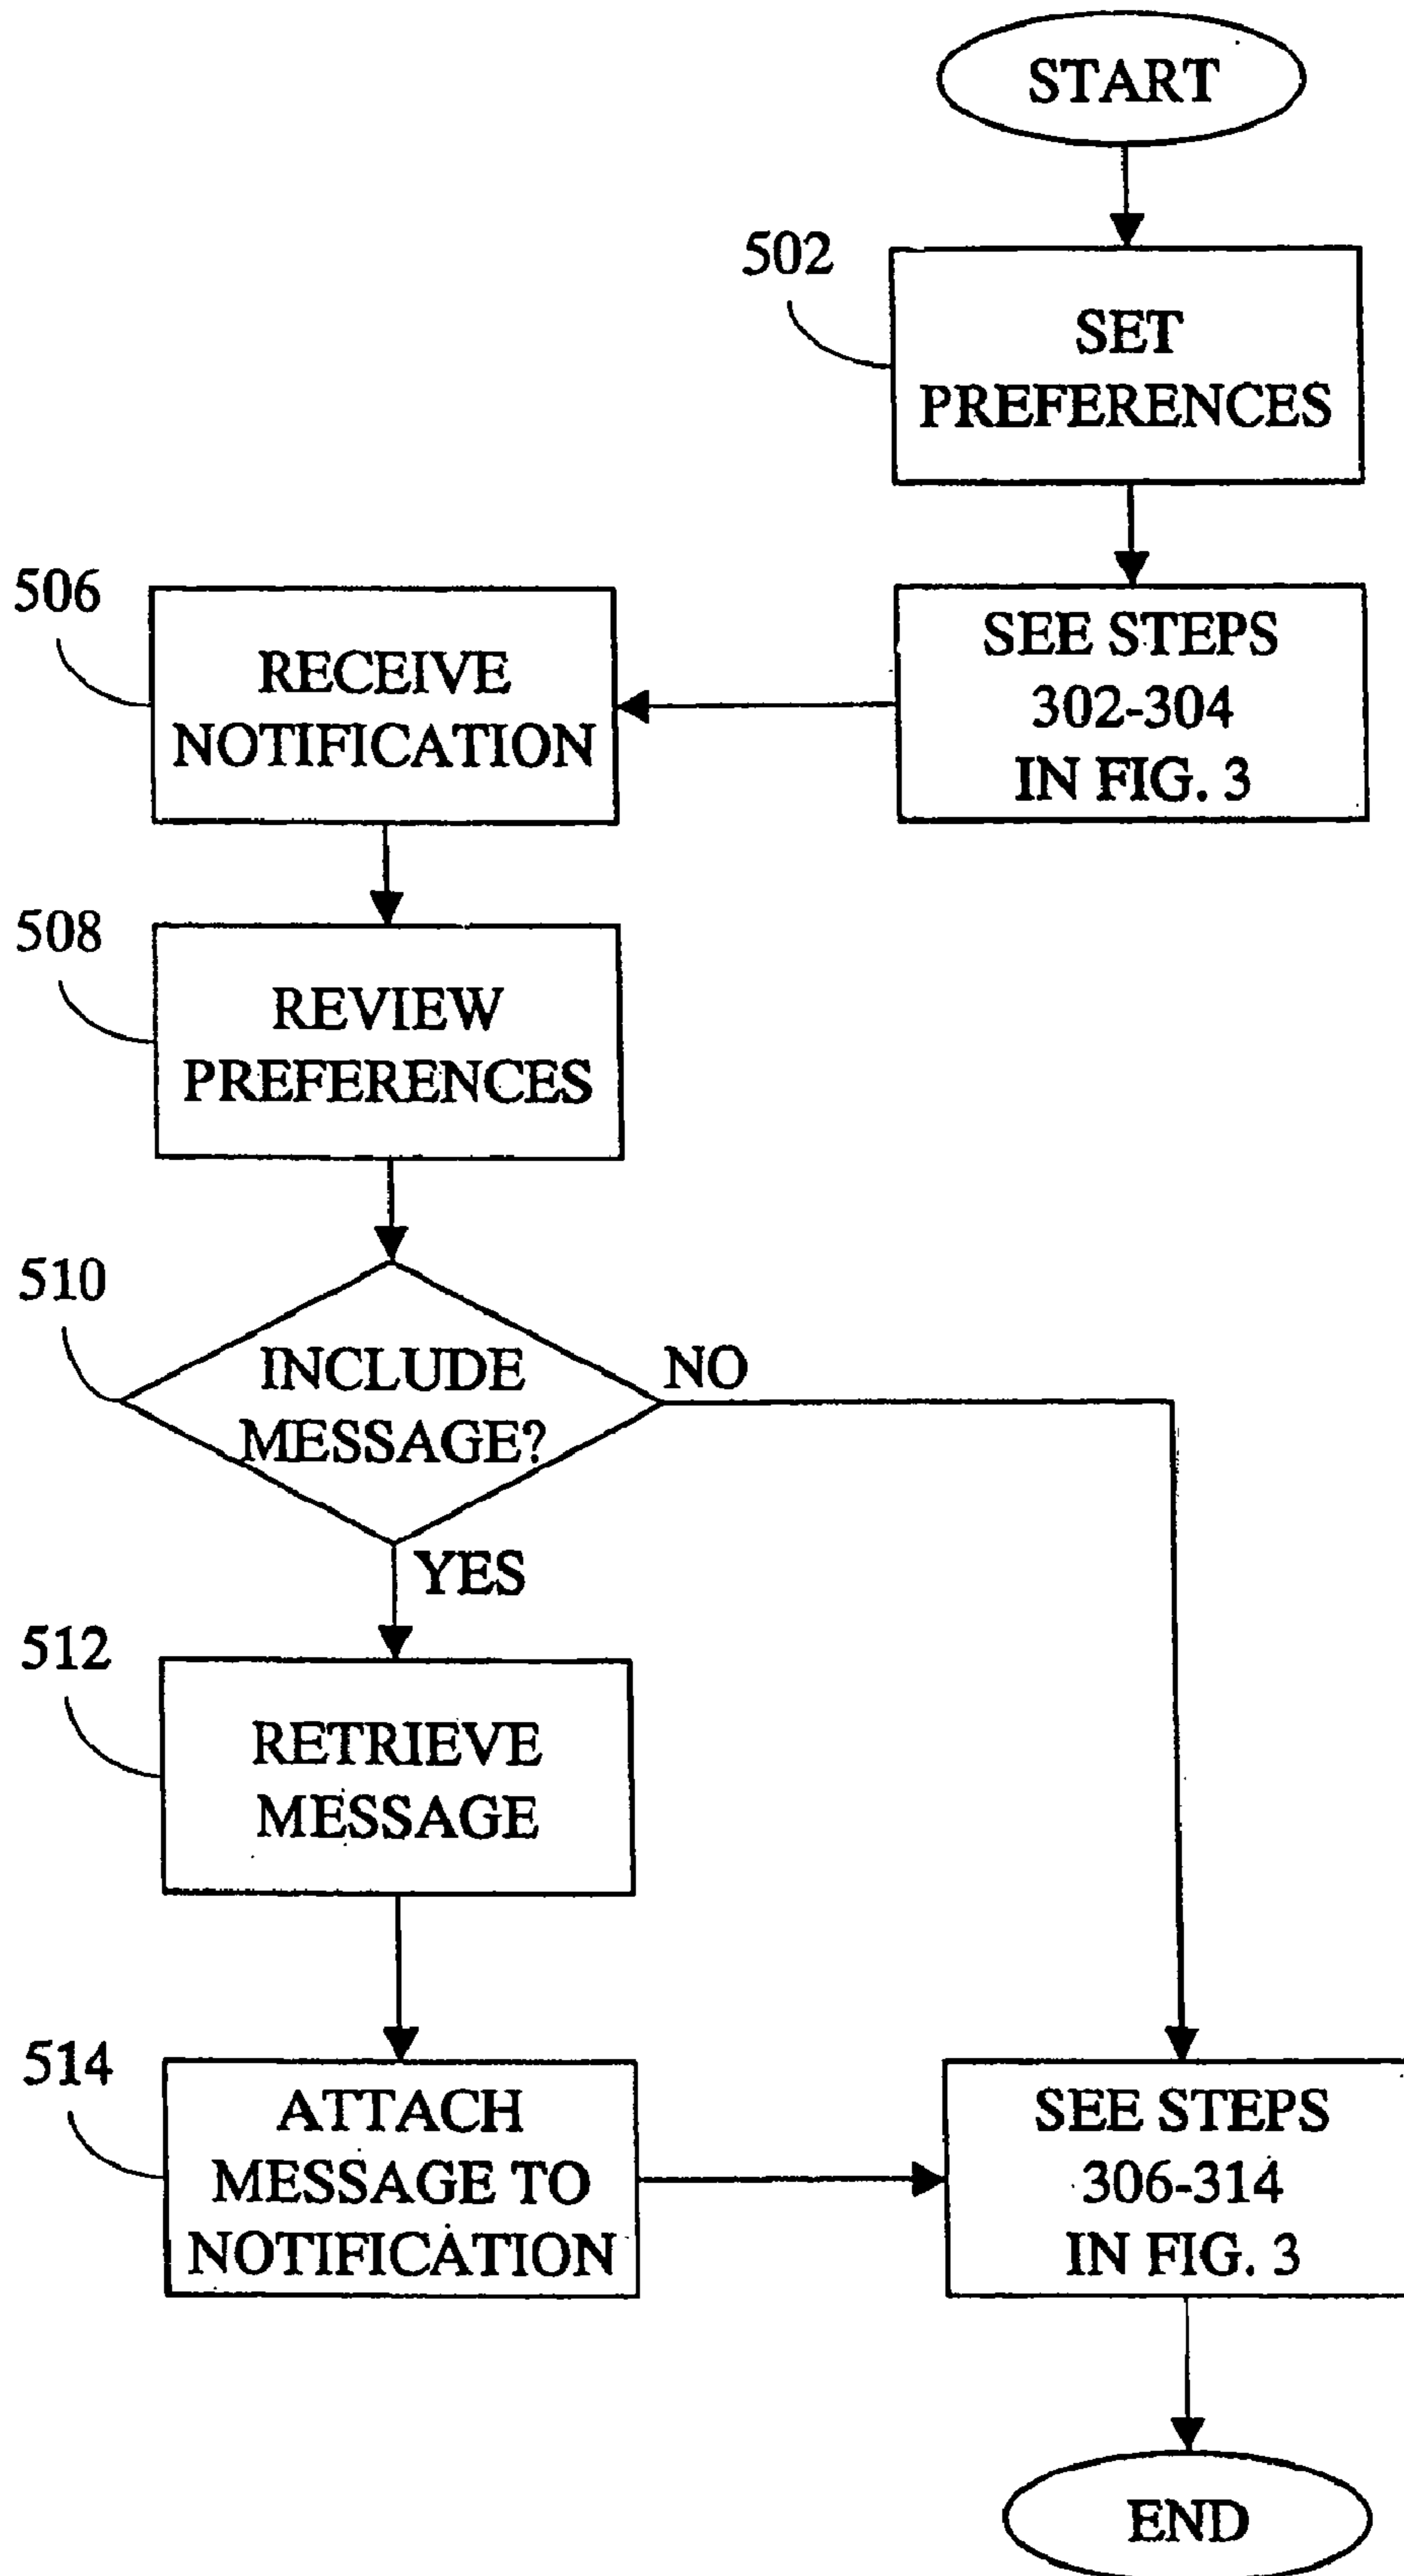 START
502
SET
PREFERENCES
SEE STEPS
302-304
IN FIG. 3
506
RECEIVE
NOTIFICATION
508
REVIEW
PREFERENCES
510
INCLUDE
MESSAGE?
NO
YES
512
RETRIEVE
MESSAGE
514
ATTACH
MESSAGE TO
NOTIFICATION
SEE STEPS
306-314
IN FIG. 3
END